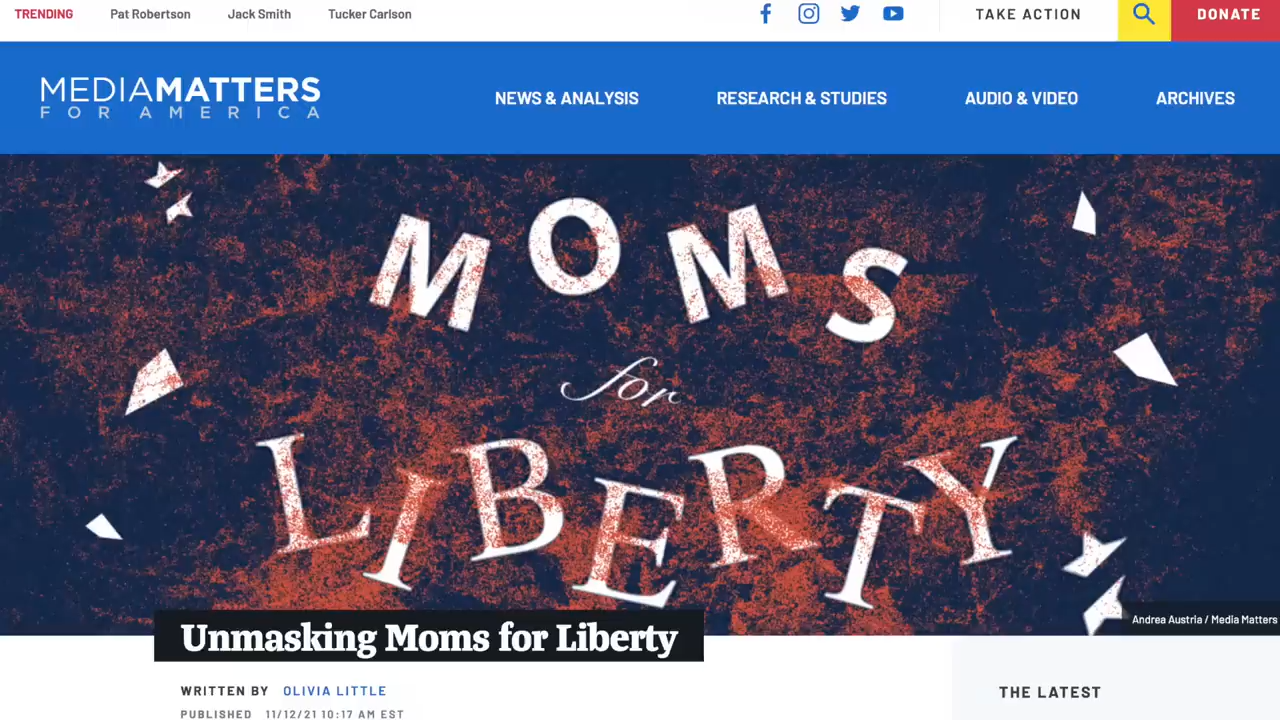 TRENDING Pat Robertson Jack Smith Tucker Carlson TAKE ACTION DONATE
MEDIAMATTERS
FOR AMERICA
NEWS & ANALYSIS RESEARCH & STUDIES AUDIO & VIDEO ARCHIVES
MOMS
for
LIBERTY
Andrea Austria / Media Matters
Unmasking Moms for Liberty
WRITTEN BY OLIVIA LITTLE
PUBLISHED 11/12/21 10:17 AM EST
THE LATEST